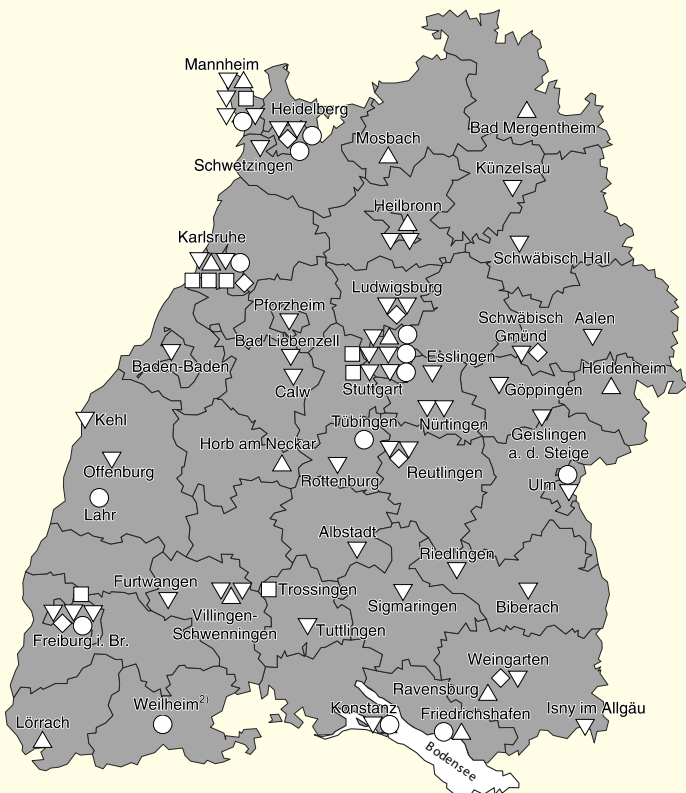 Mannheim
Heidelberg
Schwetzingen
Mosbach
Bad Mergentheim
Künzelsau
Heilbronn
Schwäbisch Hall
Karlsruhe
Ludwigsburg
Pforzheim
Bad Liebenzell
Baden-Baden
Calw
Stuttgart
Esslingen
Schwäbisch
Gmünd
Aalen
Heidenheim
Göppingen
Nürtingen
Geislingen
a. d. Steige
Kehl
Offenburg
Lahr
Horb am Neckar
Tübingen
Rottenburg
Reutlingen
Ulm
Albstadt
Riedlingen
Furtwangen
Villingen-
Schwenningen
Trossingen
Tuttlingen
Sigmaringen
Biberach
Freiburg i. Br.
Weingarten
Ravensburg
Isny im Allgäu
Lörrach
Weilheim2)
Konstanz
Friedrichshafen
Bodensee